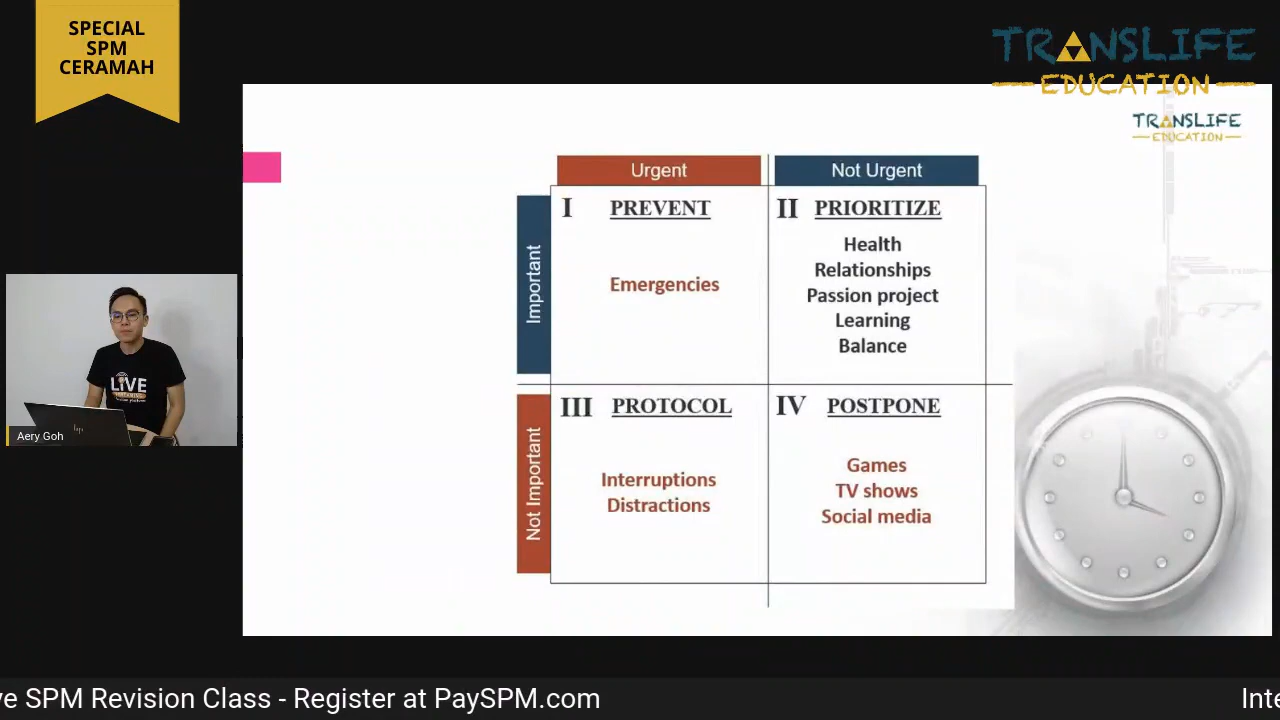 SPECIAL
SPM
CERAMAH
TRANSLIFE
EDUCATION
TRANSLIFE
EDUCATION
Urgent
Not Urgent
Important
I PREVENT
Emergencies
II PRIORITIZE
Health
Relationships
Passion project
Learning
Balance
Not Important
III PROTOCOL
Interruptions
Distractions
IV POSTPONE
Games
TV shows
Social media
LIVE
Aery Goh
ve SPM Revision Class - Register at PaySPM.com
Inte